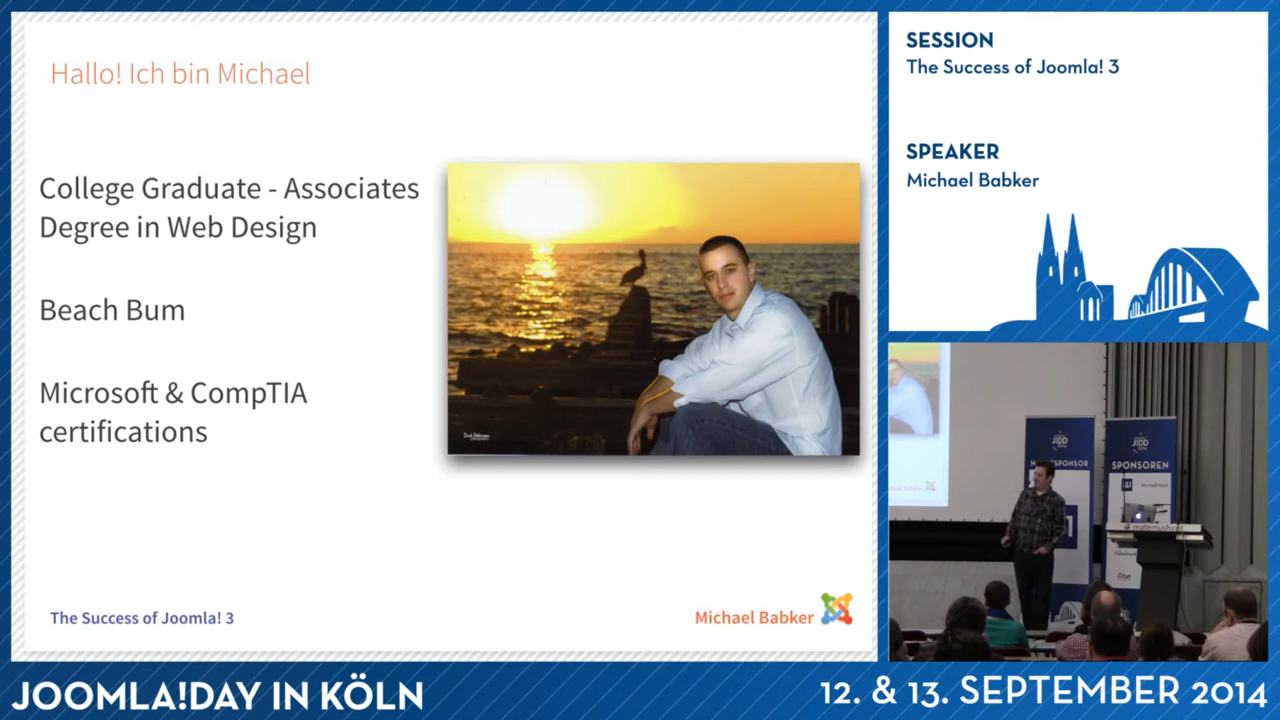 Hallo! Ich bin Michael
College Graduate - Associates
Degree in Web Design
Beach Bum
Microsoft & CompTIA
certifications
The Success of Joomla! 3
Michael Babker
SESSION
The Success of Joomla! 3
SPEAKER
Michael Babker
JDD
JDD
SPONSOREN
JOOMLA!DAY IN KÖLN
12. & 13. SEPTEMBER 2014